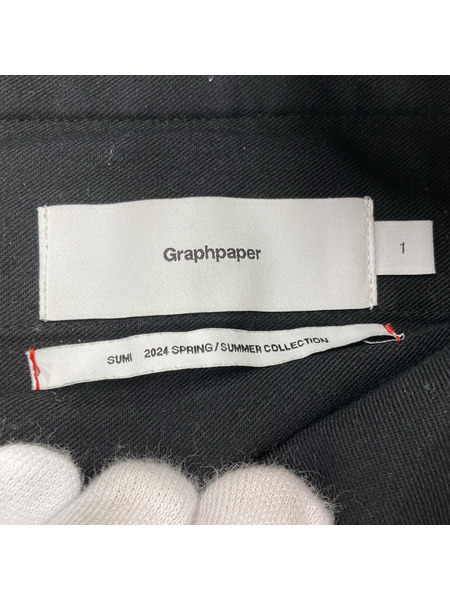 Graphpaper
1
SUMI 2024 SPRING/SUMMER COLLECTION